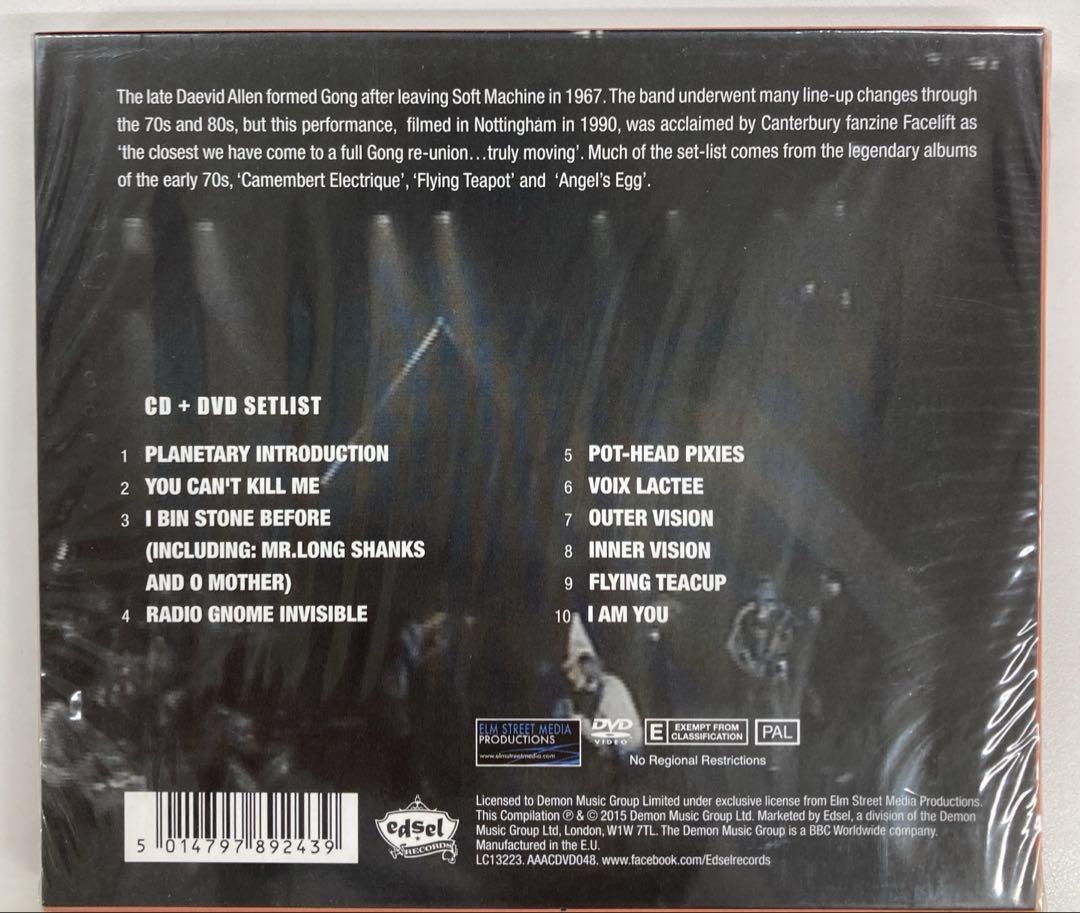 The late Daevid Allen formed Gong after leaving Soft Machine in 1967. The band underwent many line-up changes through
the 70s and 80s, but this performance, filmed in Nottingham in 1990, was acclaimed by Canterbury fanzine Facelift as
'the closest we have come to a full Gong re-union...truly moving'. Much of the set-list comes from the legendary albums
of the early 70s, 'Camembert Electrique', 'Flying Teapot' and 'Angel's Egg'.
CD + DVD SETLIST
1 PLANETARY INTRODUCTION
2 YOU CAN'T KILL ME
3 I BIN STONE BEFORE
(INCLUDING: MR.LONG SHANKS
AND O MOTHER)
4 RADIO GNOME INVISIBLE
5 POT-HEAD PIXIES
6 VOIX LACTEE
7 OUTER VISION
8 INNER VISION
9 FLYING TEACUP
10 I AM YOU
ELM STREET MEDIA
PRODUCTIONS
www.elmstreetmedia.com
DVD
VIDEO
E EXEMPT FROM
CLASSIFICATION
PAL
No Regional Restrictions
5 014797 892439
edsel
RECORDS
Licensed to Demon Music Group Limited under exclusive license from Elm Street Media Productions.
This Compilation ℗ & © 2015 Demon Music Group Ltd. Marketed by Edsel, a division of the Demon
Music Group Ltd, London, W1W 7TL. The Demon Music Group is a BBC Worldwide company.
Manufactured in the E.U.
LC13223. AAACDVD048. www.facebook.com/Edselrecords